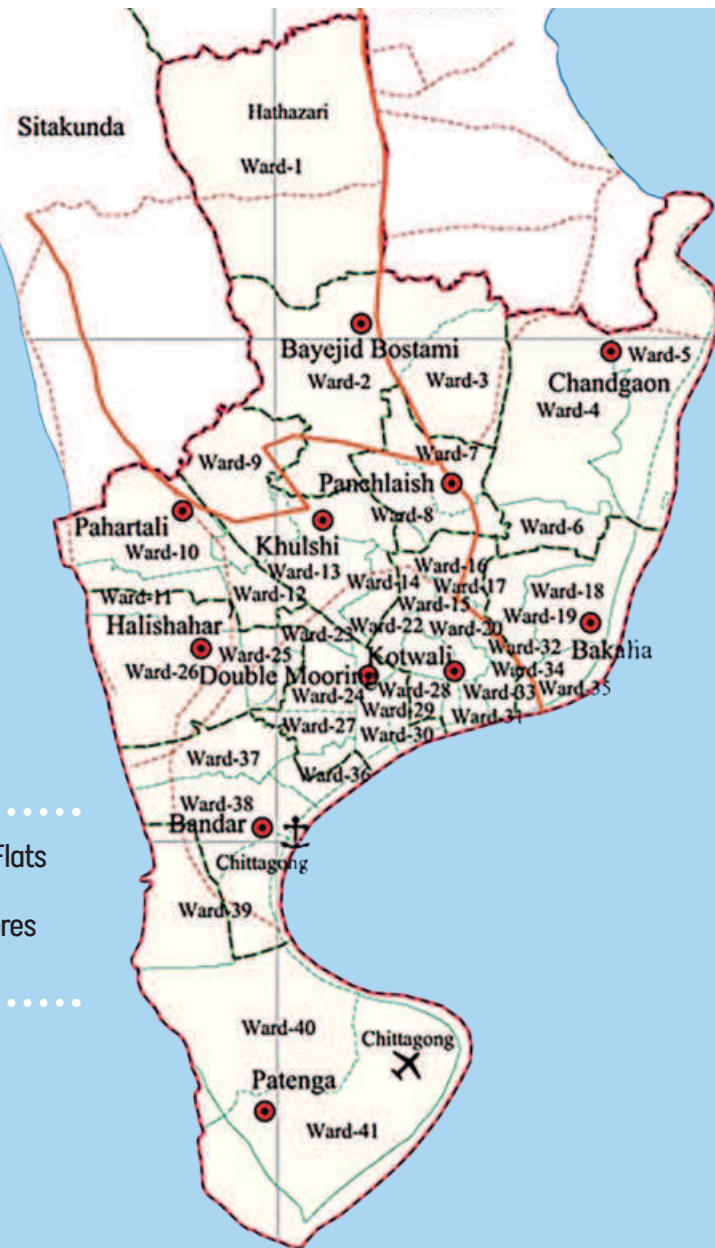 Sitakunda
Hathazari
Ward-1
Bayejid Bostami
Ward-2
Ward-3
Ward-5
Chandgaon
Ward-4
Ward-9
Ward-7
Panchlaish
Ward-8
Pahartali
Ward-10
Khulshi
Ward-6
Ward-13
Ward-14
Ward-16
Ward-17
Ward-18
Ward-11
Ward-12
Ward-15
Ward-19
Halishahar
Ward-23
Ward-22
Ward-20
Bakalia
Ward-25
Kotwali
Ward-32
Ward-26
Double Mooring
Ward-34
Ward-24
Ward-28
Ward-33
Ward-35
Ward-27
Ward-29
Ward-31
Ward-30
Ward-37
Ward-36
Ward-38
Bandar
Flats
Chittagong
Ward-39
res
Ward-40
Chittagong
Patenga
Ward-41